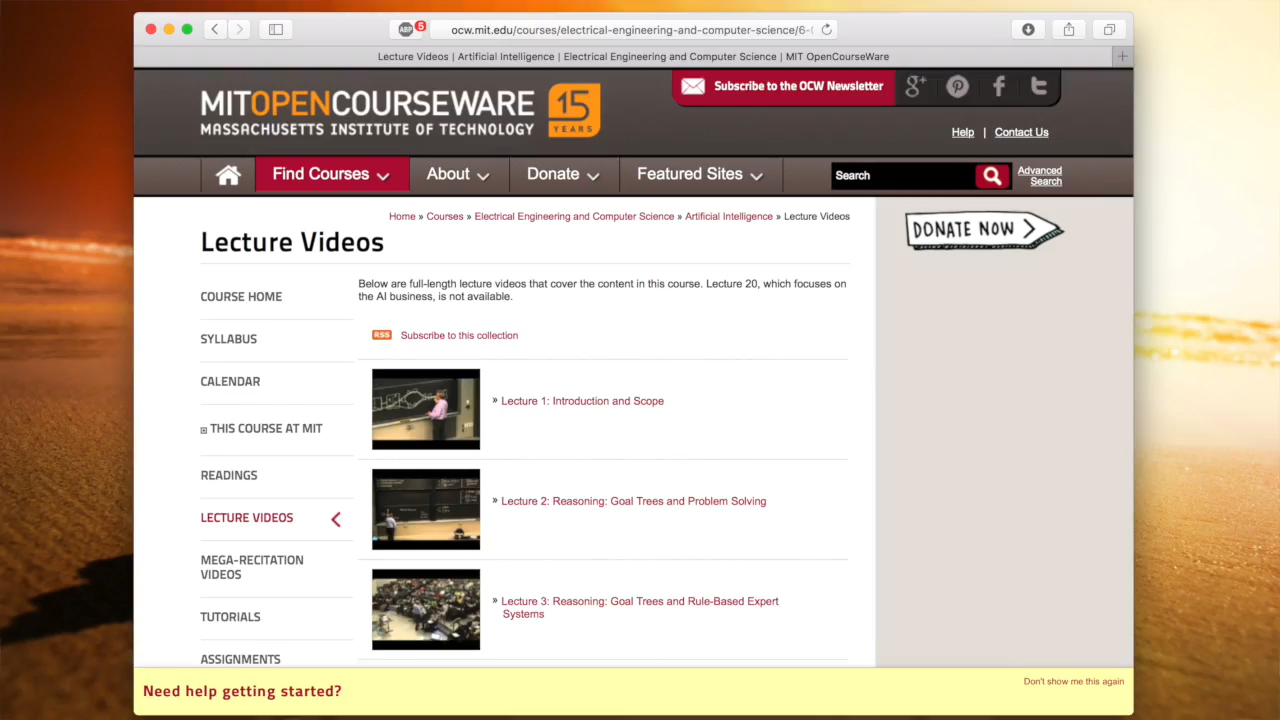 ABP 5
ocw.mit.edu/courses/electrical-engineering-and-computer-science/6-
Lecture Videos | Artificial Intelligence | Electrical Engineering and Computer Science | MIT OpenCourseWare
MITOPENCOURSEWARE
MASSACHUSETTS INSTITUTE OF TECHNOLOGY
15
YEARS
Subscribe to the OCW Newsletter
Help | Contact Us
Find Courses
About
Donate
Featured Sites
Search
Advanced
Search
Home » Courses » Electrical Engineering and Computer Science » Artificial Intelligence » Lecture Videos
Lecture Videos
DONATE NOW
COURSE HOME
SYLLABUS
CALENDAR
THIS COURSE AT MIT
READINGS
LECTURE VIDEOS
MEGA-RECITATION
VIDEOS
TUTORIALS
ASSIGNMENTS
Below are full-length lecture videos that cover the content in this course. Lecture 20, which focuses on
the AI business, is not available.
RSS Subscribe to this collection
» Lecture 1: Introduction and Scope
» Lecture 2: Reasoning: Goal Trees and Problem Solving
» Lecture 3: Reasoning: Goal Trees and Rule-Based Expert
Systems
Need help getting started?
Don't show me this again